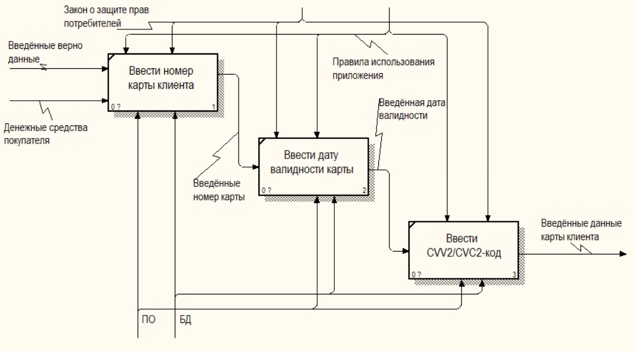 Закон о защите прав
потребителей
Введённые верно
данные
Ввести номер
карты клиента
0 ?
1
Правила использования
приложения
Денежные средства
покупателя
Введённая дата
валидности
Ввести дату
валидности карты
0 ?
2
Введённые
номер карты
Ввести
CVV2/CVC2-код
0 ?
3
Введённые данные
карты клиента
ПО
БД